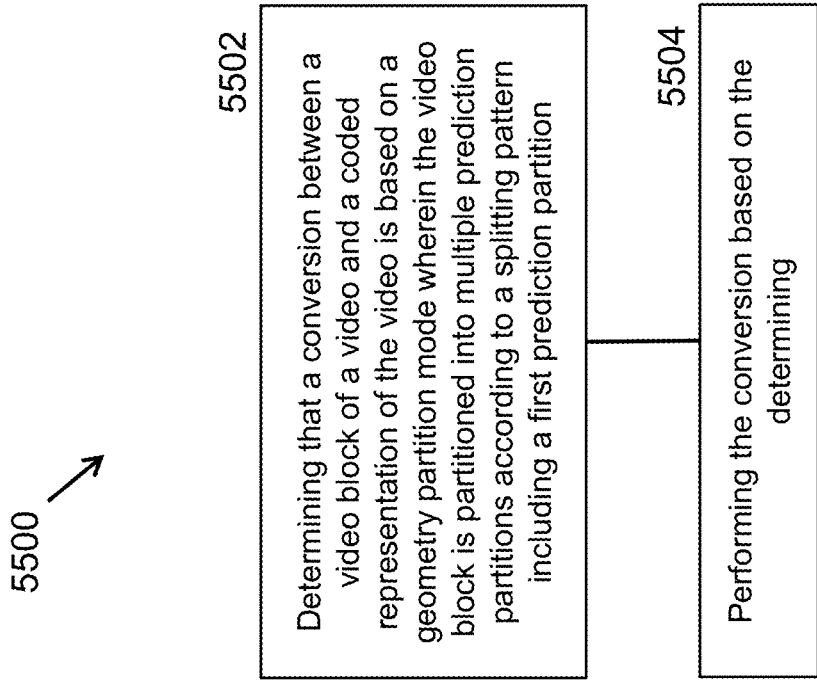 5500
5502
Determining that a conversion between a
video block of a video and a coded
representation of the video is based on a
geometry partition mode wherein the video
block is partitioned into multiple prediction
partitions according to a splitting pattern
including a first prediction partition
5504
Performing the conversion based on the
determining